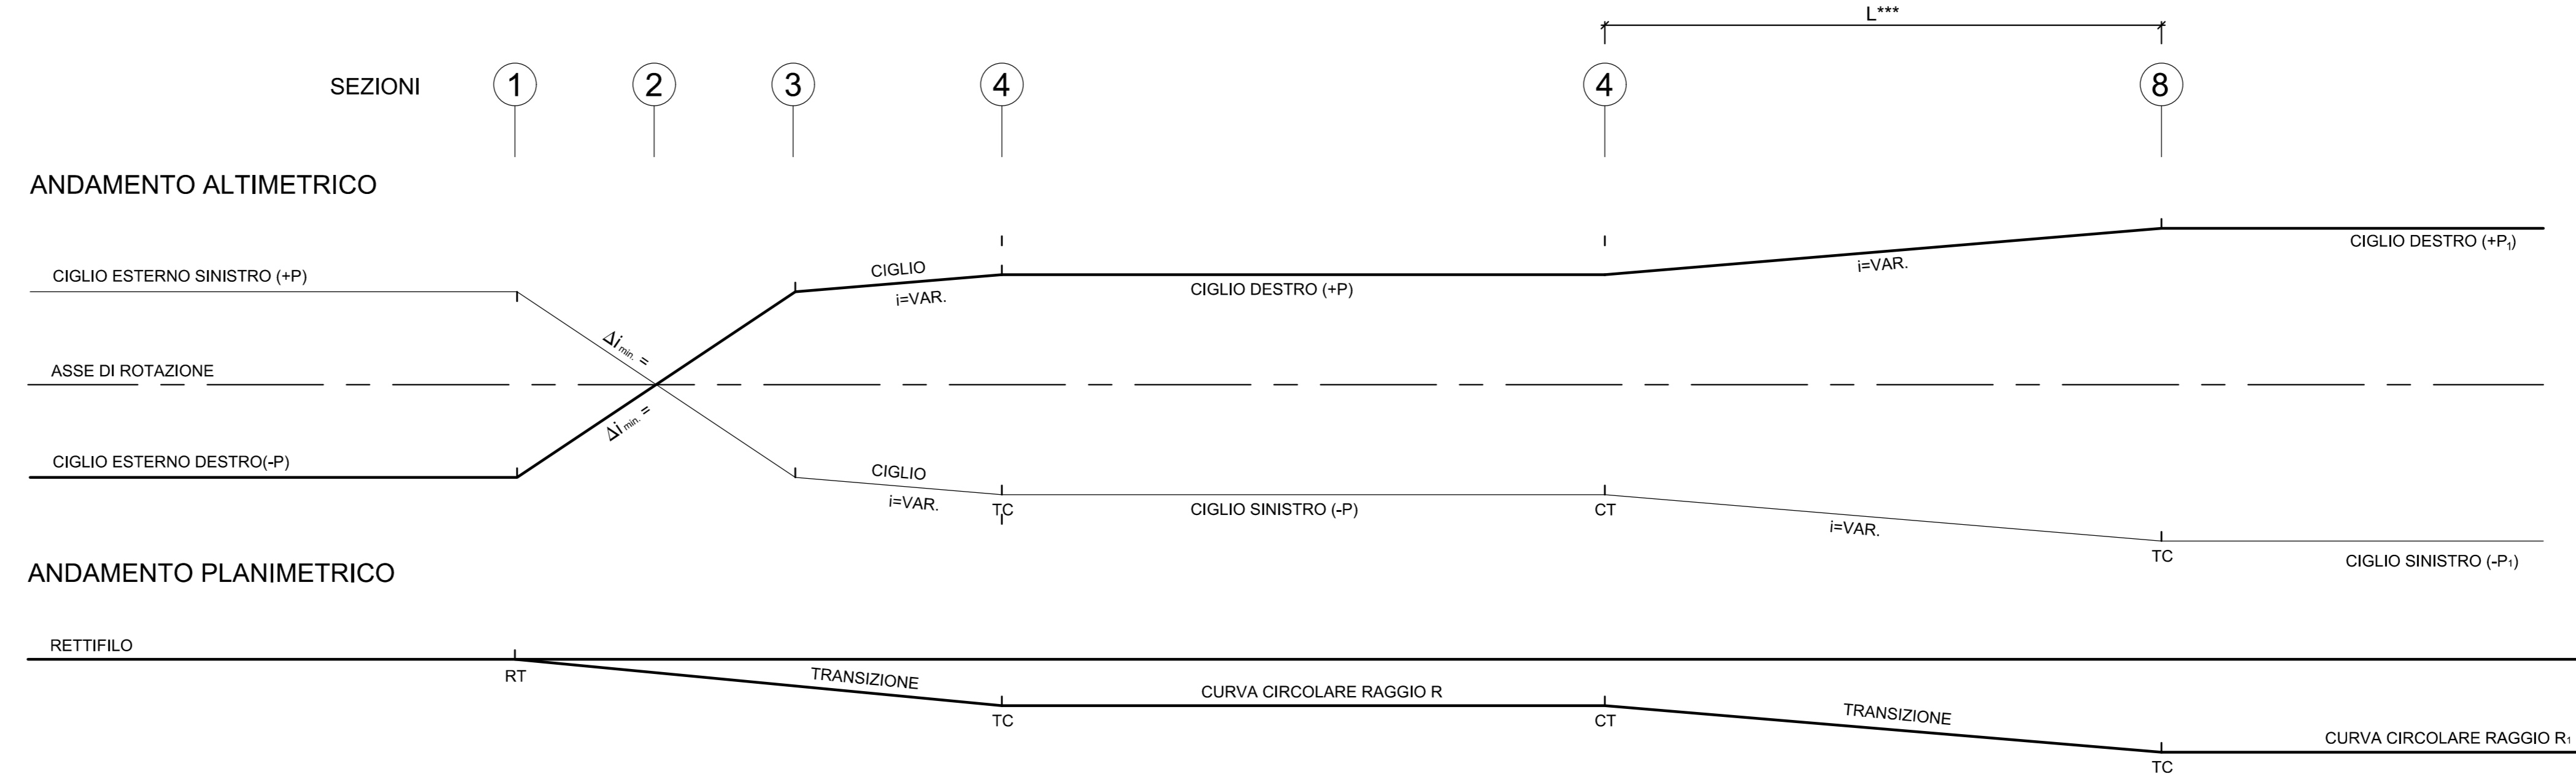 L***
SEZIONI 1 2 3 4 4 8
ANDAMENTO ALTIMETRICO
CIGLIO DESTRO (+P1)
CIGLIO ESTERNO SINISTRO (+P)
CIGLIO
i=VAR.
CIGLIO DESTRO (+P)
i=VAR.
Δi min. =
ASSE DI ROTAZIONE
Δi min. =
CIGLIO ESTERNO DESTRO(-P)
CIGLIO
i=VAR.
TC
CIGLIO SINISTRO (-P)
CT
i=VAR.
TC
CIGLIO SINISTRO (-P1)
ANDAMENTO PLANIMETRICO
RETTIFILO
RT
TRANSIZIONE
TC
CURVA CIRCOLARE RAGGIO R
CT
TRANSIZIONE
CURVA CIRCOLARE RAGGIO R1
TC